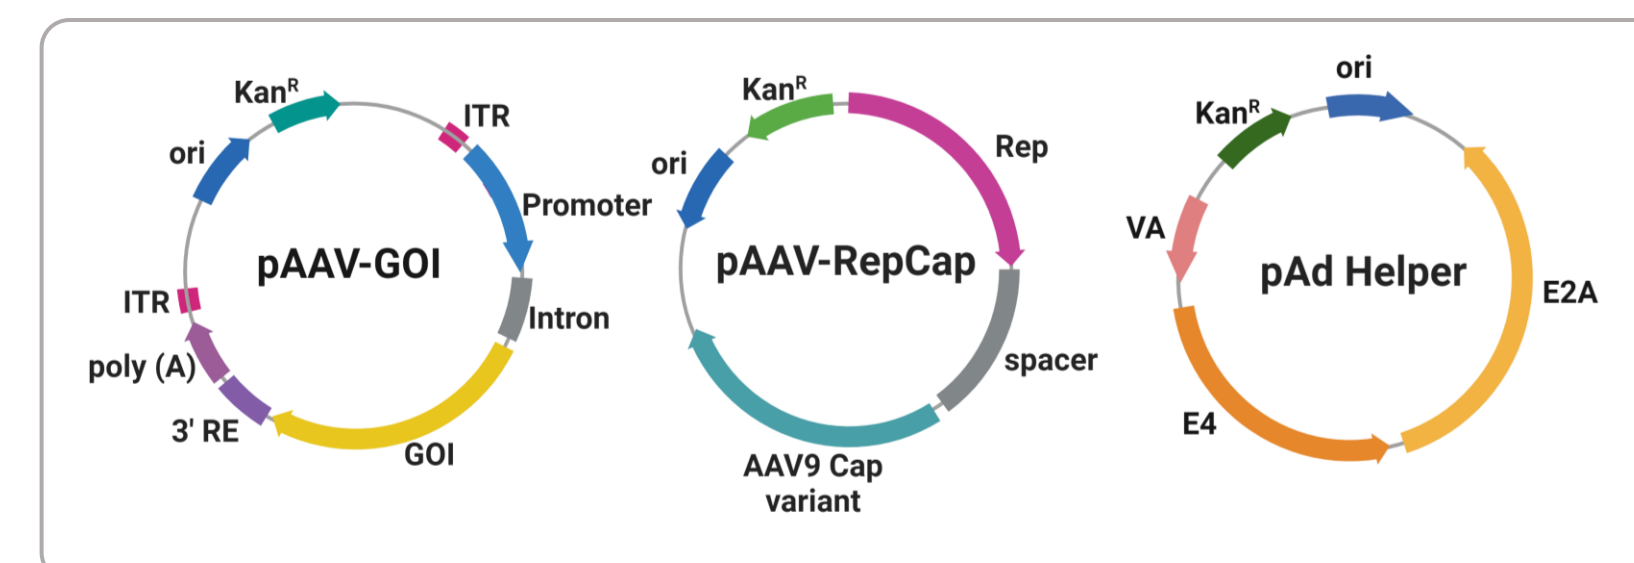 Kanᴿ
ITR
ori
Promoter
pAAV-GOI
ITR
Intron
poly (A)
3' RE
GOI
Kanᴿ
Rep
ori
pAAV-RepCap
spacer
AAV9 Cap
variant
ori
Kanᴿ
VA
pAd Helper
E2A
E4